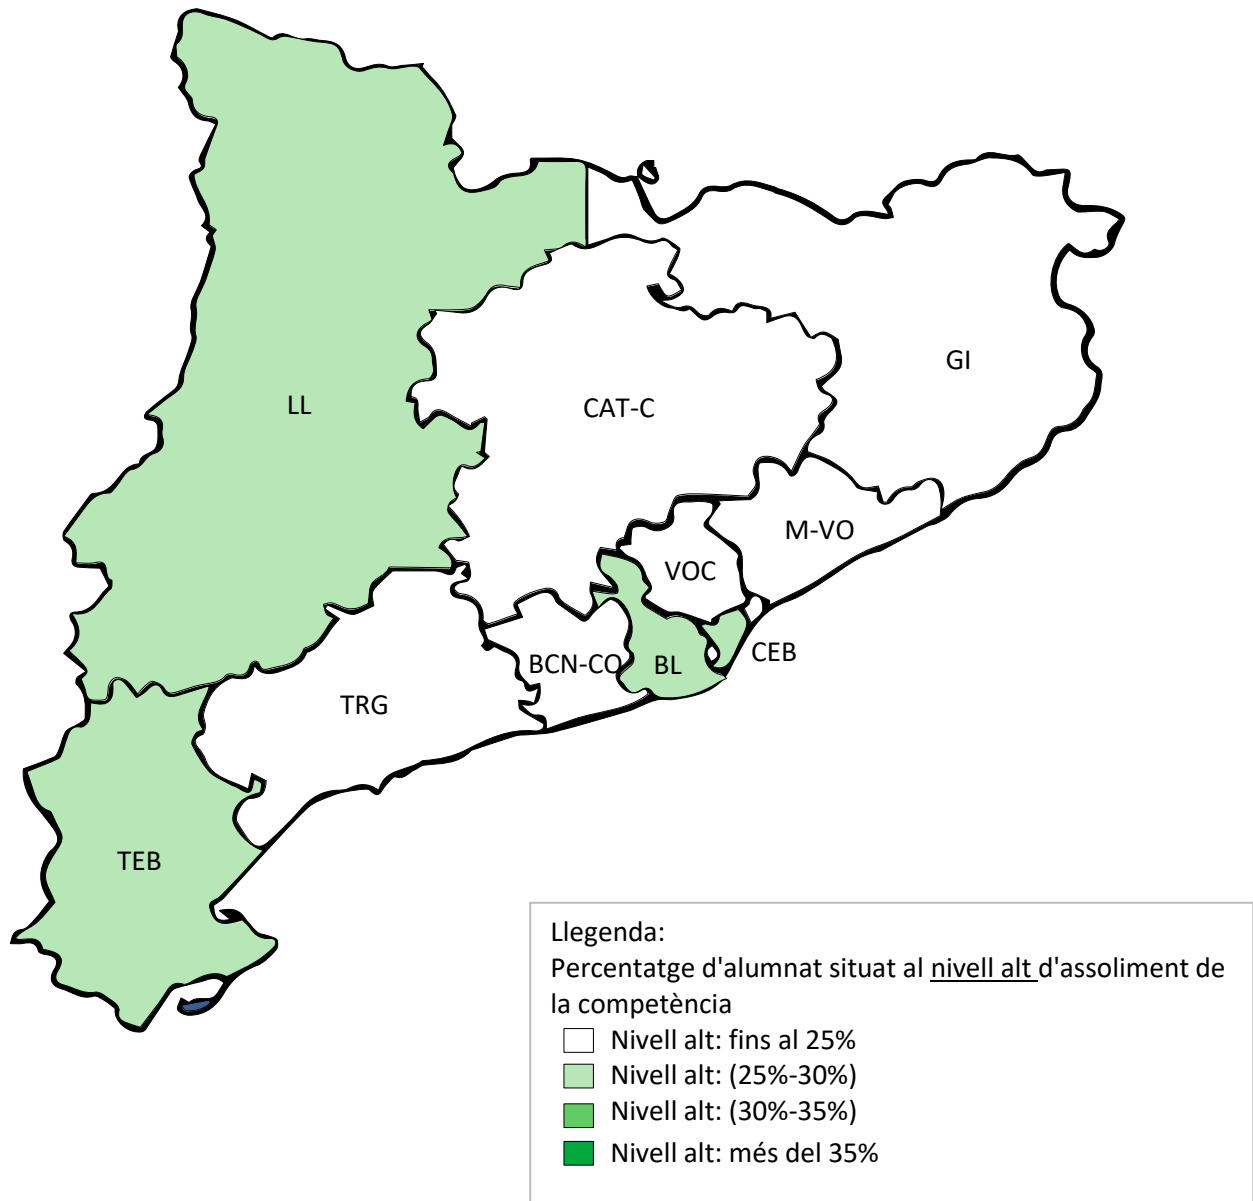 GI
LL
CAT-C
M-VO
VOC
CEB
BCN-CO
BL
TRG
TEB
Llegenda:
Percentatge d'alumnat situat al nivell alt d'assoliment de
la competència
Nivell alt: fins al 25%
Nivell alt: (25%-30%)
Nivell alt: (30%-35%)
Nivell alt: més del 35%